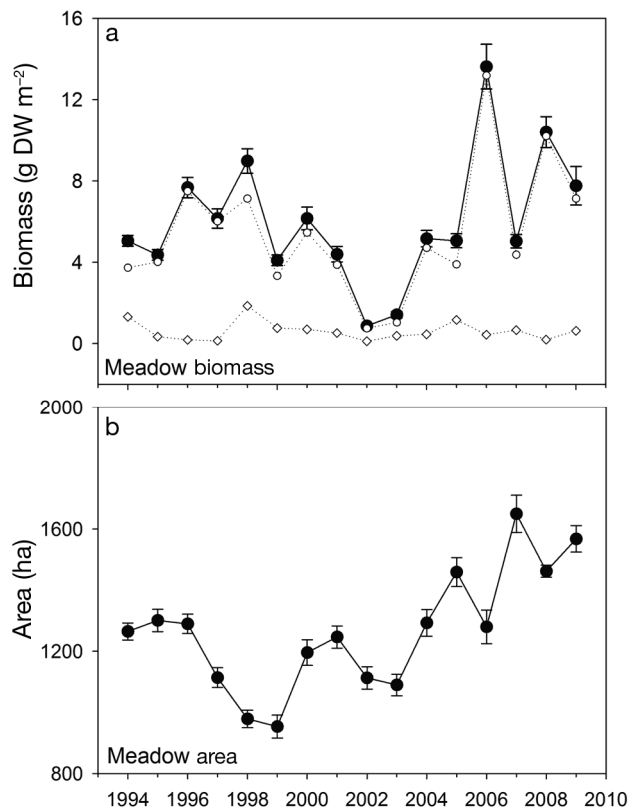 a
Biomass (g DW m⁻²)
16
12
8
4
0
Meadow biomass
b
Area (ha)
2000
1600
1200
800
Meadow area
1994 1996 1998 2000 2002 2004 2006 2008 2010